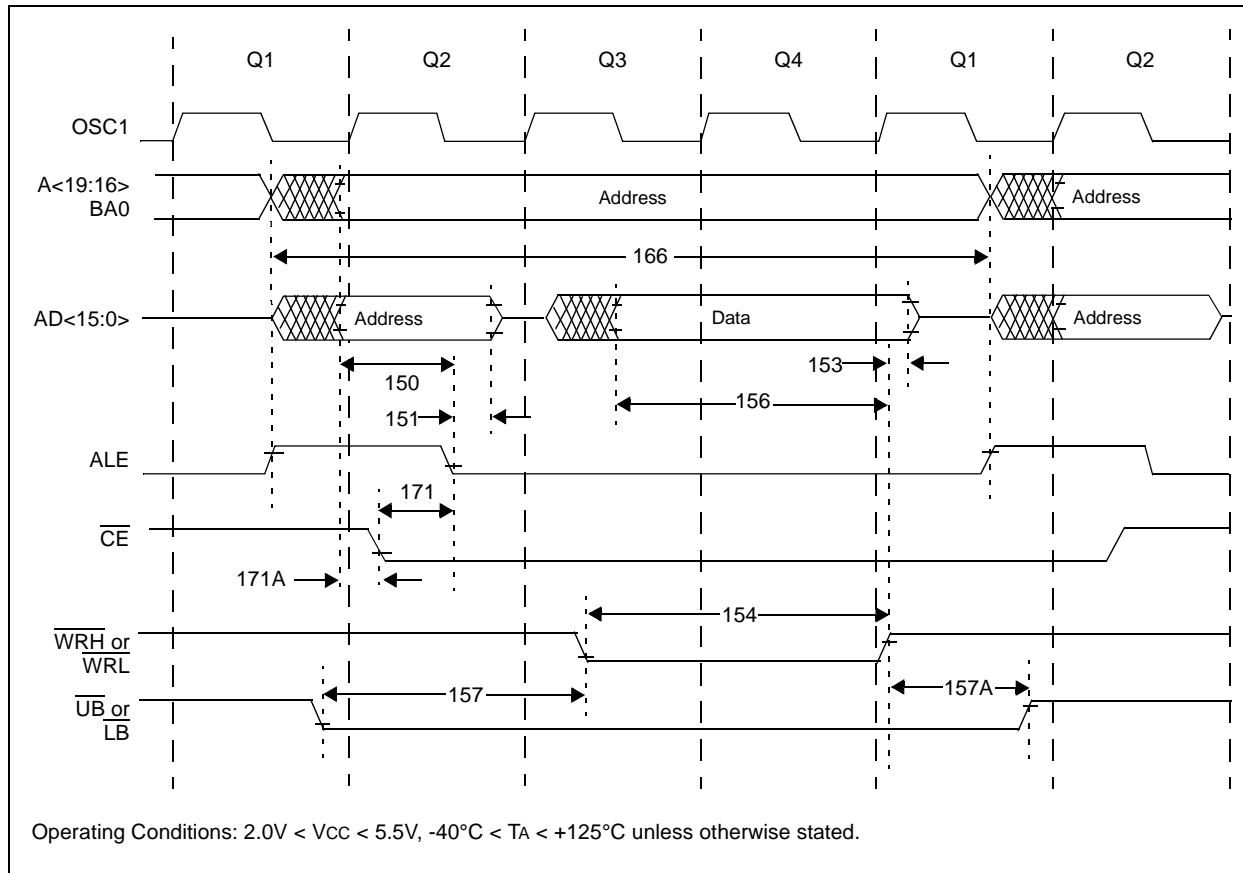 Q1 Q2 Q3 Q4 Q1 Q2
OSC1
A<19:16>
BA0
Address
Address
166
AD<15:0>
Address
Data
Address
150
153
151
156
ALE
171
CE
171A
154
WRH or
WRL
157
157A
UB or
LB
Operating Conditions: 2.0V < VCC < 5.5V, -40°C < TA < +125°C unless otherwise stated.